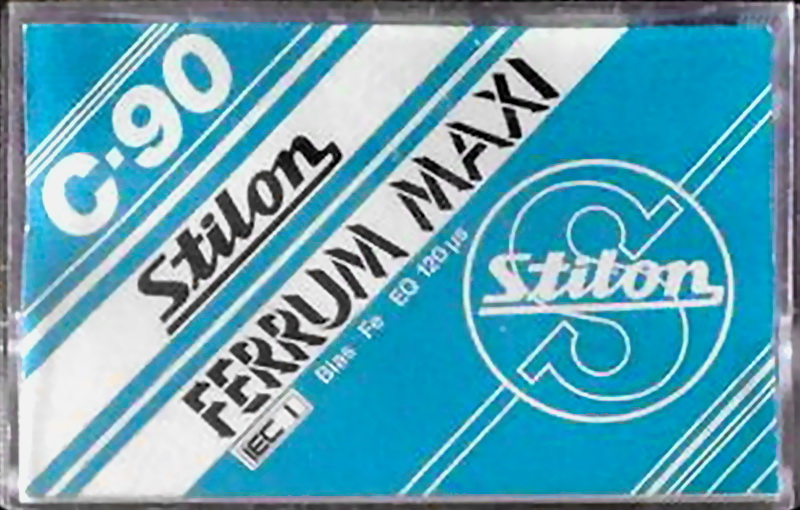 C·90
Stilon
FERRUM MAXI
IEC I
Bias Fe EQ 120 µs
Stilon